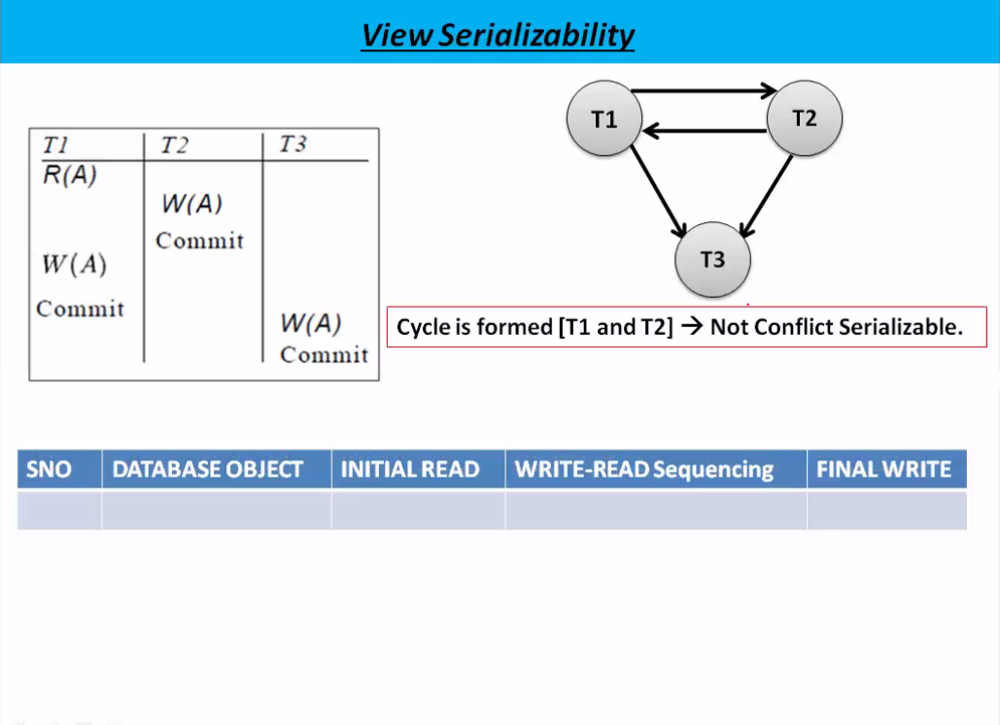 View Serializability
T1 T2 T3
R(A)
W(A)
Commit
W(A)
Commit
W(A)
Commit
T1 T2
T3
Cycle is formed [T1 and T2] → Not Conflict Serializable.
SNO DATABASE OBJECT INITIAL READ WRITE-READ Sequencing FINAL WRITE